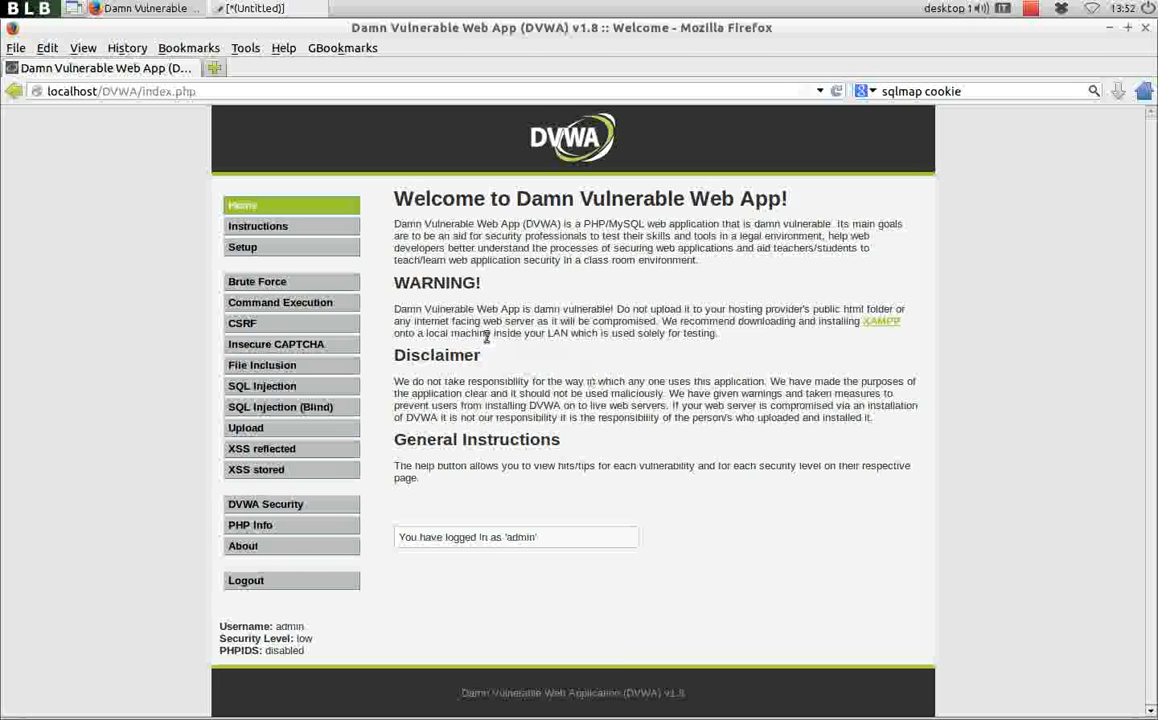 BLB
Damn Vulnerable ...
[*(Untitled)]
desktop 1
IT
13:52
Damn Vulnerable Web App (DVWA) v1.8 :: Welcome - Mozilla Firefox
File Edit View History Bookmarks Tools Help GBookmarks
Damn Vulnerable Web App (D...
localhost/DVWA/index.php
sqlmap cookie
DVWA
Home
Instructions
Setup
Brute Force
Command Execution
CSRF
Insecure CAPTCHA
File Inclusion
SQL Injection
SQL Injection (Blind)
Upload
XSS reflected
XSS stored
DVWA Security
PHP Info
About
Logout
Username: admin
Security Level: low
PHPIDS: disabled
Welcome to Damn Vulnerable Web App!
Damn Vulnerable Web App (DVWA) is a PHP/MySQL web application that is damn vulnerable. Its main goals
are to be an aid for security professionals to test their skills and tools in a legal environment, help web
developers better understand the processes of securing web applications and aid teachers/students to
teach/learn web application security in a class room environment.
WARNING!
Damn Vulnerable Web App is damn vulnerable! Do not upload it to your hosting provider's public html folder or
any internet facing web server as it will be compromised. We recommend downloading and installing XAMPP
onto a local machine inside your LAN which is used solely for testing.
Disclaimer
We do not take responsibility for the way in which any one uses this application. We have made the purposes of
the application clear and it should not be used maliciously. We have given warnings and taken measures to
prevent users from installing DVWA on to live web servers. If your web server is compromised via an installation
of DVWA it is not our responsibility it is the responsibility of the person/s who uploaded and installed it.
General Instructions
The help button allows you to view hits/tips for each vulnerability and for each security level on their respective
page.
You have logged in as 'admin'
Damn Vulnerable Web Application (DVWA) v1.8